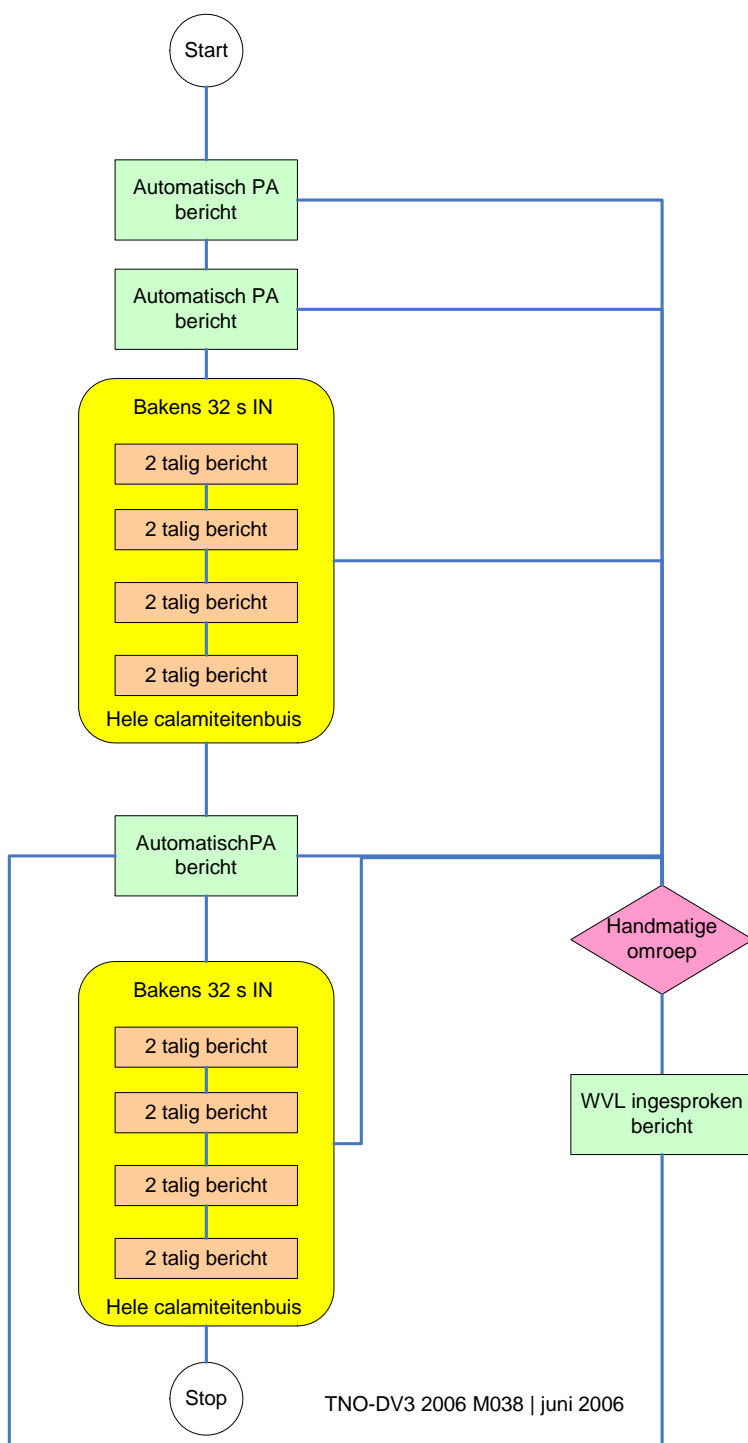 Start
Automatisch PA
bericht
Automatisch PA
bericht
Bakens 32 s IN
2 talig bericht
2 talig bericht
2 talig bericht
2 talig bericht
Hele calamiteitenbuis
AutomatischPA
bericht
Handmatige
omroep
Bakens 32 s IN
2 talig bericht
2 talig bericht
2 talig bericht
2 talig bericht
Hele calamiteitenbuis
WVL ingesproken
bericht
Stop
TNO-DV3 2006 M038 | juni 2006